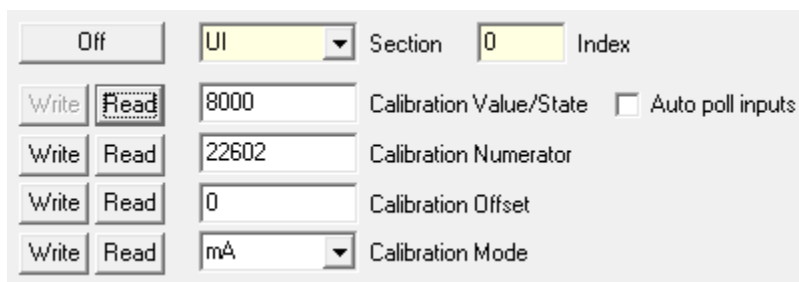 Off UI Section 0 Index
Write Read 8000 Calibration Value/State Auto poll inputs
Write Read 22602 Calibration Numerator
Write Read 0 Calibration Offset
Write Read mA Calibration Mode